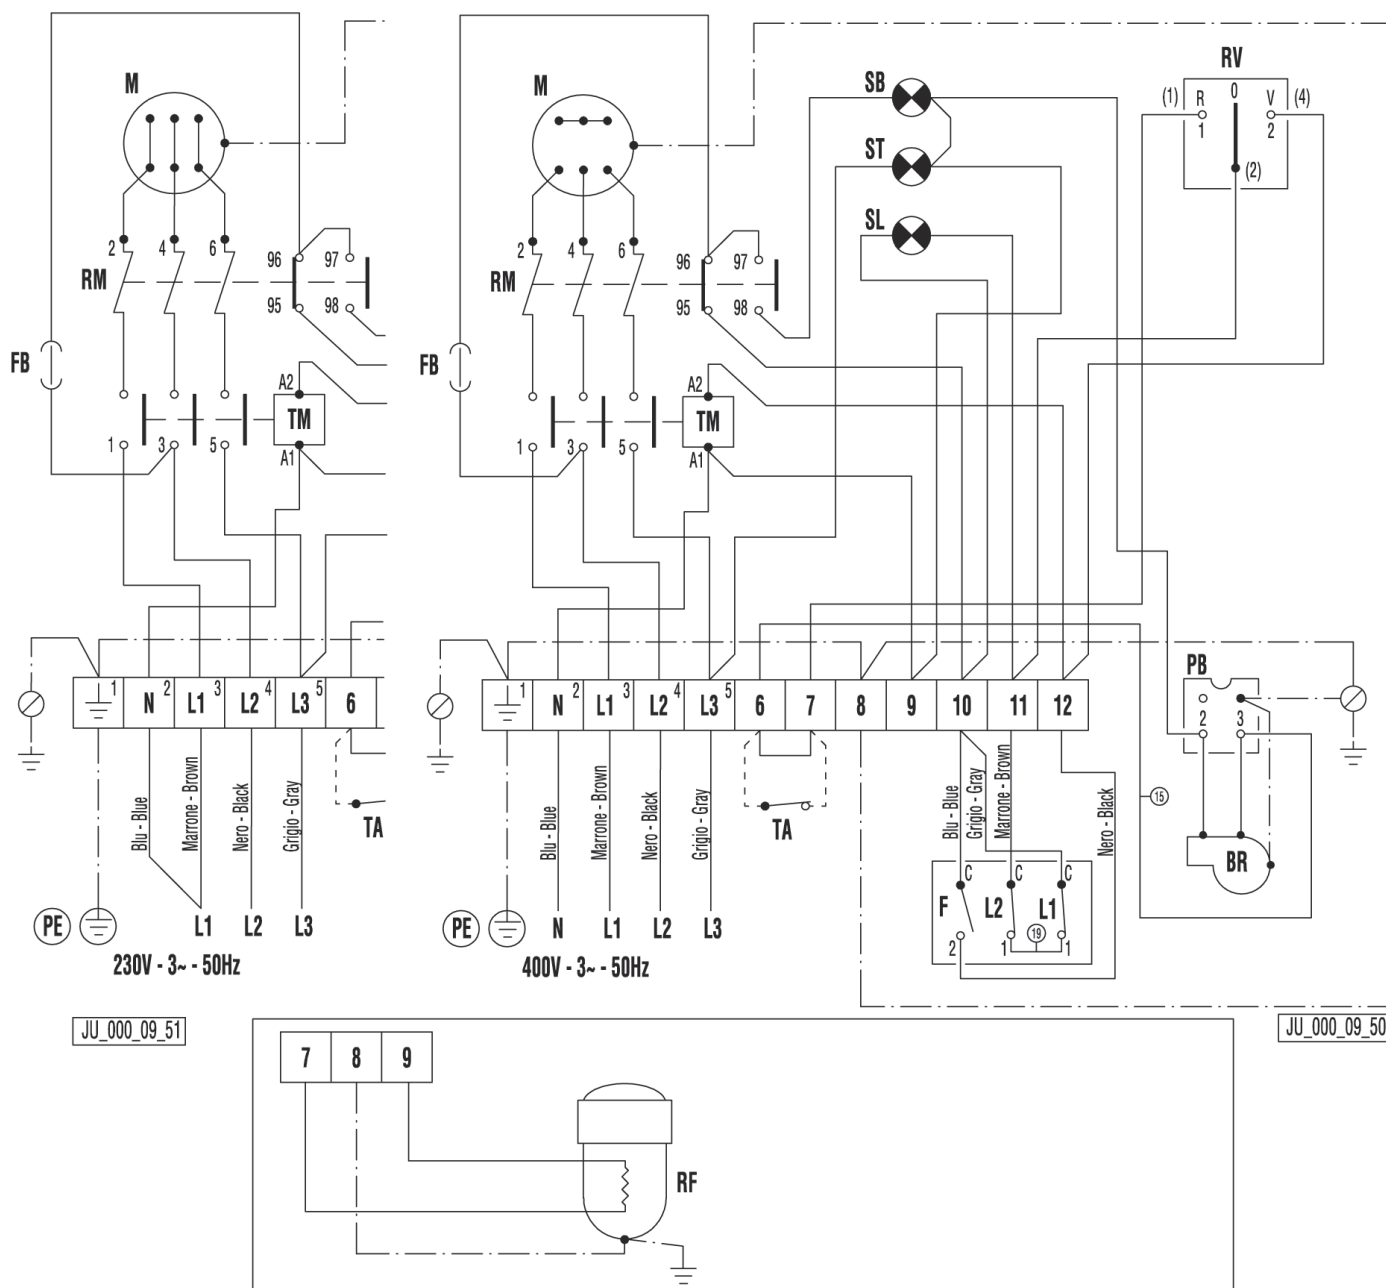 M
2 4 6
RM
96 97
95 98
FB
A2
TM
1 3 5
A1
1 N 2 L1 3 L2 4 L3 5 6
Blu - Blue
Marrone - Brown
Nero - Black
Grigio - Gray
TA
PE
L1 L2 L3
230V - 3~ - 50Hz
JU_000_09_51
M
2 4 6
RM
96 97
95 98
FB
A2
TM
1 3 5
A1
SB
ST
SL
RV
(1) R 0 V (4)
1 2
(2)
1 N 2 L1 3 L2 4 L3 5 6 7 8 9 10 11 12
PB
2 3
15
BR
Blu - Blue
Marrone - Brown
Nero - Black
Grigio - Gray
TA
Blu - Blue
Grigio - Gray
Marrone - Brown
Nero - Black
C C C
F L2 L1
19
2 1 1
PE
N L1 L2 L3
400V - 3~ - 50Hz
JU_000_09_50
7 8 9
RF